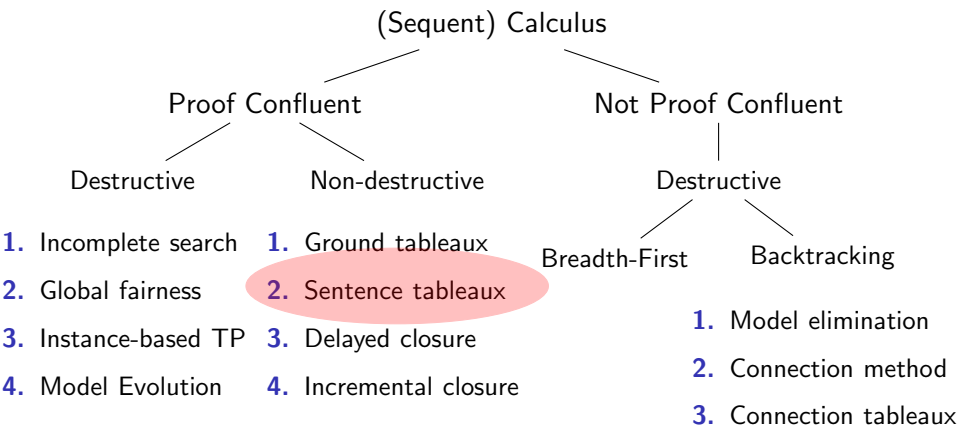 (Sequent) Calculus
Proof Confluent
Not Proof Confluent
Destructive
Non-destructive
Destructive
1. Incomplete search
2. Global fairness
3. Instance-based TP
4. Model Evolution
1. Ground tableaux
2. Sentence tableaux
3. Delayed closure
4. Incremental closure
Breadth-First
Backtracking
1. Model elimination
2. Connection method
3. Connection tableaux